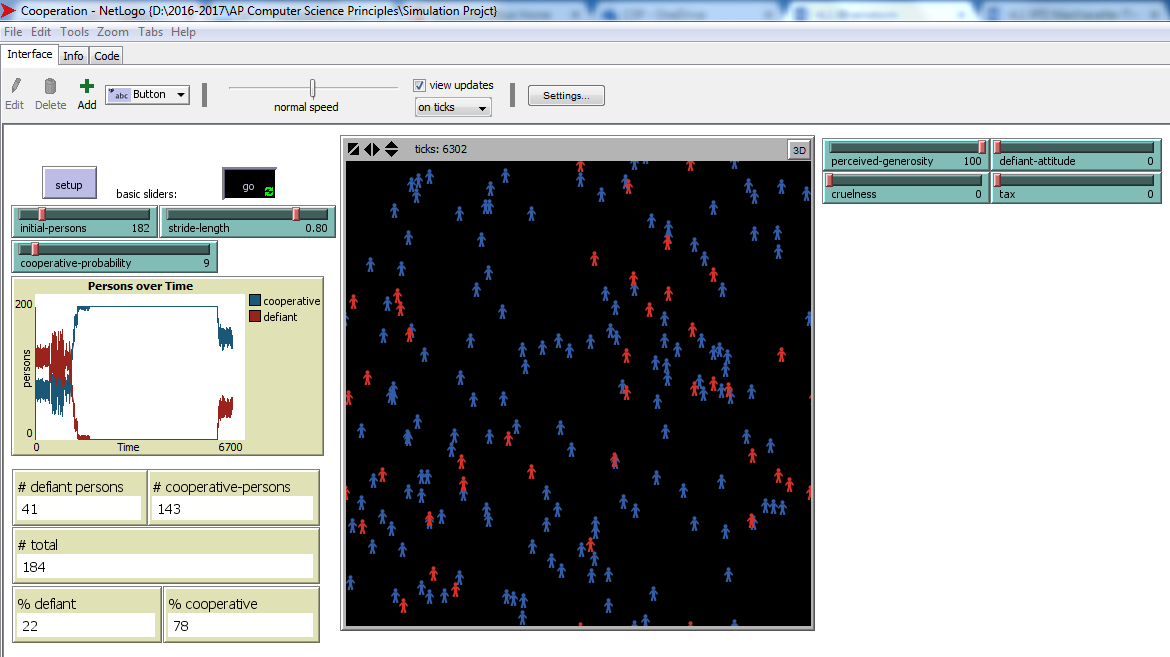 Cooperation - NetLogo {D:\2016-2017\AP Computer Science Principles\Simulation Projct}
File Edit Tools Zoom Tabs Help
Interface Info Code
Edit Delete Add abc Button normal speed view updates on ticks Settings...
ticks: 6302 3D
setup basic sliders: go
initial-persons 182 stride-length 0.80
cooperative-probability 9
Persons over Time
200
persons
0
0 Time 6700
cooperative
defiant
# defiant persons # cooperative-persons
41 143
# total
184
% defiant % cooperative
22 78
perceived-generosity 100 defiant-attitude 0
cruelness 0 tax 0